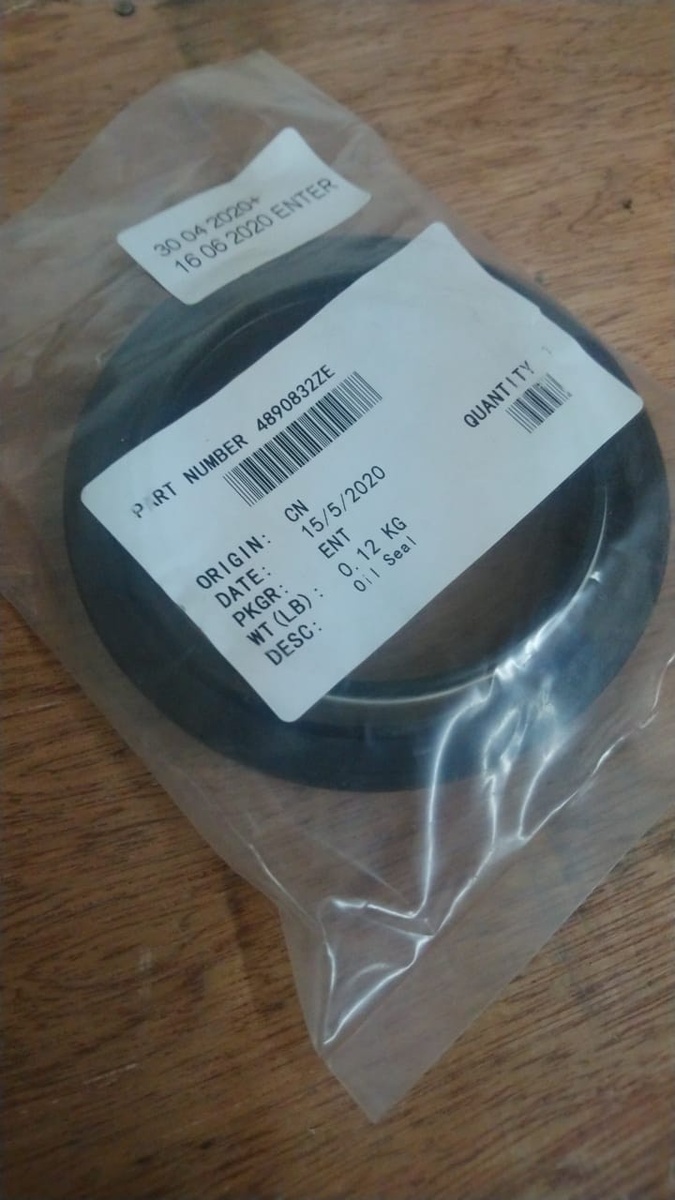 30 04 2020+
16 06 2020 ENTER
PART NUMBER 4890832ZE
QUANTITY 1
ORIGIN: CN
DATE: 15/5/2020
PKGR: ENT
WT(LB): 0.12 KG
DESC: Oil Seal